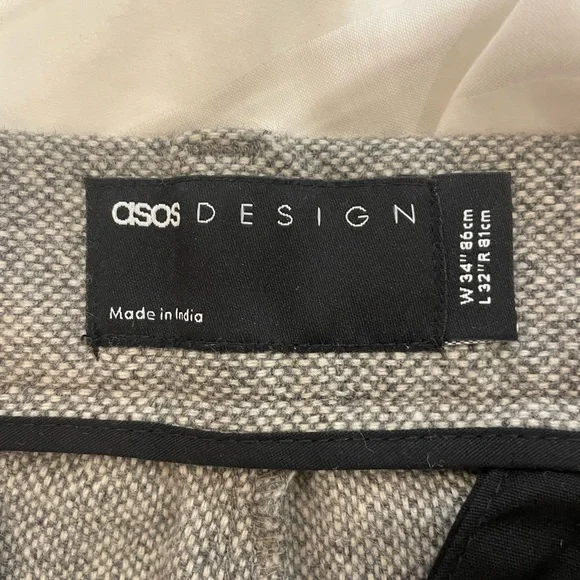 asos DESIGN
Made in India
W 34" 86cm
L 32" R 81cm